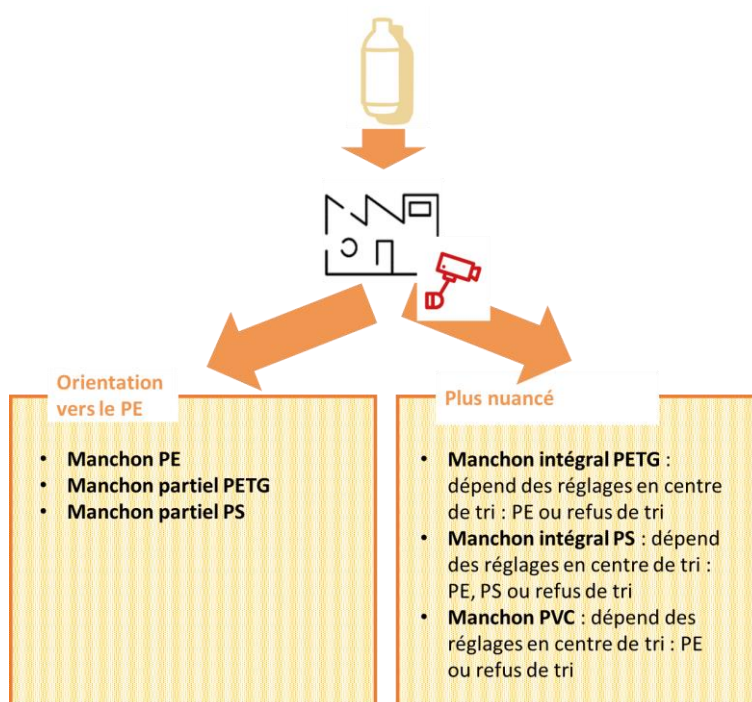 Orientation
vers le PE
• Manchon PE
• Manchon partiel PETG
• Manchon partiel PS
Plus nuancé
• Manchon intégral PETG :
dépend des réglages en centre
de tri : PE ou refus de tri
• Manchon intégral PS : dépend
des réglages en centre de tri :
PE, PS ou refus de tri
• Manchon PVC : dépend des
réglages en centre de tri : PE
ou refus de tri